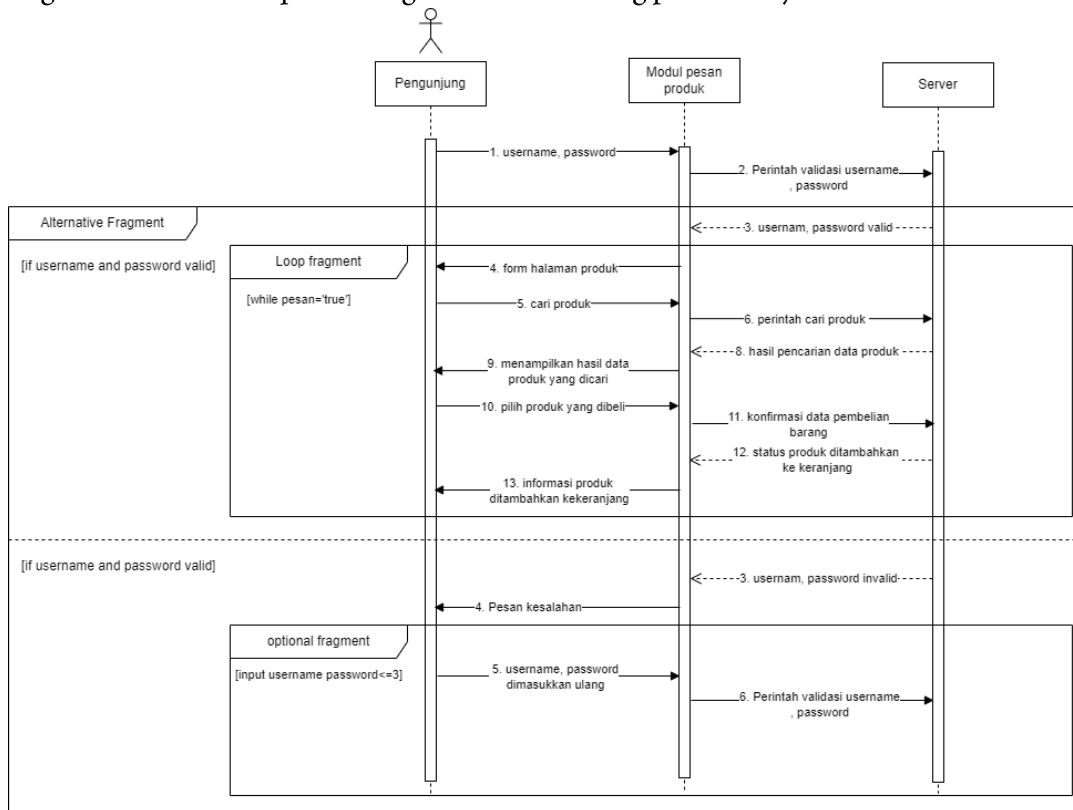 Pengunjung
Modul pesan
produk
Server
1. username, password
2. Perintah validasi username
, password
Alternative Fragment
3. usernam, password valid
[if username and password valid]
Loop fragment
4. form halaman produk
[while pesan='true']
5. cari produk
6. perintah cari produk
8. hasil pencarian data produk
9. menampilkan hasil data
produk yang dicari
10. pilih produk yang dibeli
11. konfirmasi data pembelian
barang
12. status produk ditambahkan
ke keranjang
13. informasi produk
ditambahkan kekeranjang
[if username and password valid]
3. usernam, password invalid
4. Pesan kesalahan
optional fragment
[input username password<=3]
5. username, password
dimasukkan ulang
6. Perintah validasi username
, password